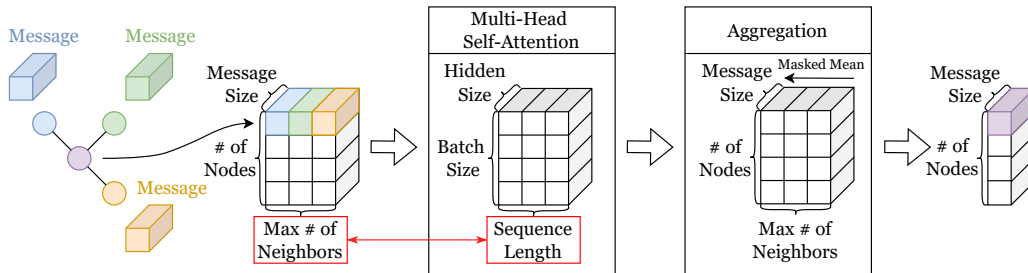 Message
Message
Message
Message
Size
# of
Nodes
Max # of
Neighbors
Multi-Head
Self-Attention
Hidden
Size
Batch
Size
Sequence
Length
Aggregation
Message
Size
Masked Mean
# of
Nodes
Max # of
Neighbors
Message
Size
# of
Nodes